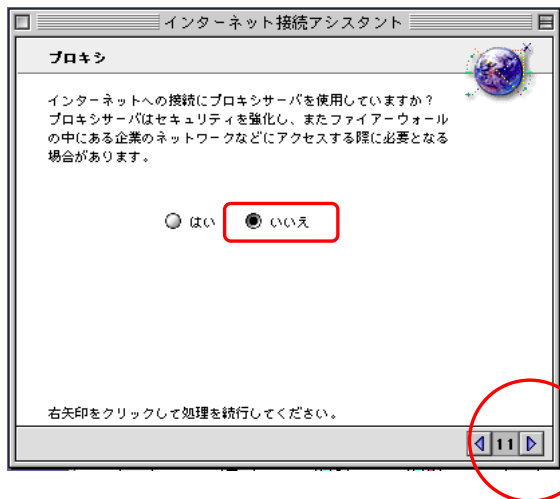 インターネット接続アシスタント
プロキシ
インターネットへの接続にプロキシサーバを使用していますか?
プロキシサーバはセキュリティを強化し、またファイアーウォール
の中にある企業のネットワークなどにアクセスする際に必要となる
場合があります。
はい いいえ
右矢印をクリックして処理を続行してください。
11